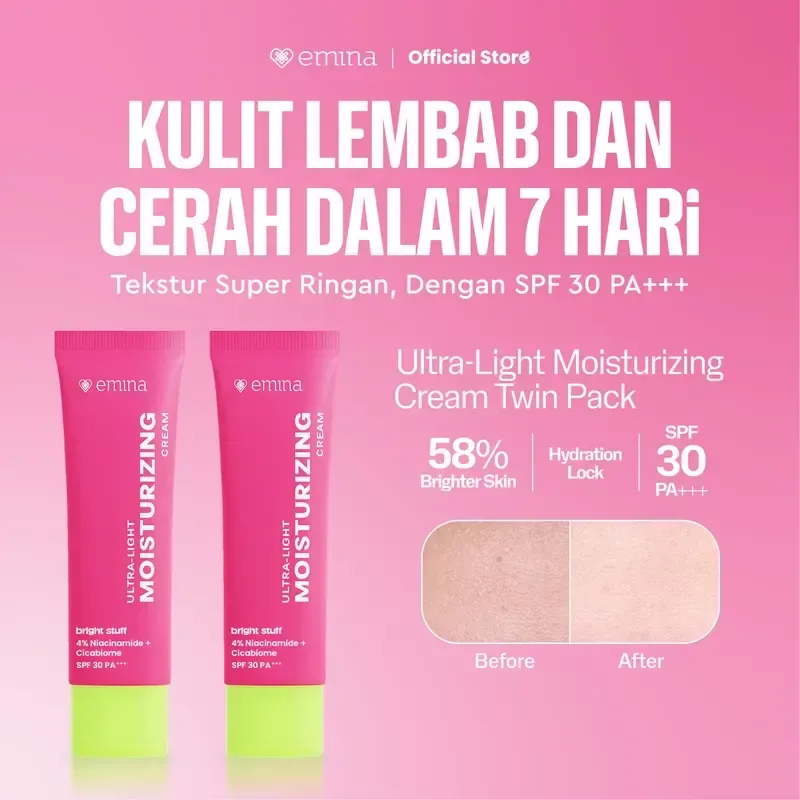 emina | Official Store
KULIT LEMBAB DAN
CERAH DALAM 7 HARi
Tekstur Super Ringan, Dengan SPF 30 PA+++
emina
ULTRA-LIGHT
MOISTURIZING
CREAM
bright stuff
4% Niacinamide +
Cicabiome
SPF 30 PA+++
emina
ULTRA-LIGHT
MOISTURIZING
CREAM
bright stuff
4% Niacinamide +
Cicabiome
SPF 30 PA+++
Ultra-Light Moisturizing
Cream Twin Pack
58%
Brighter Skin
Hydration
Lock
SPF
30
PA+++
Before
After